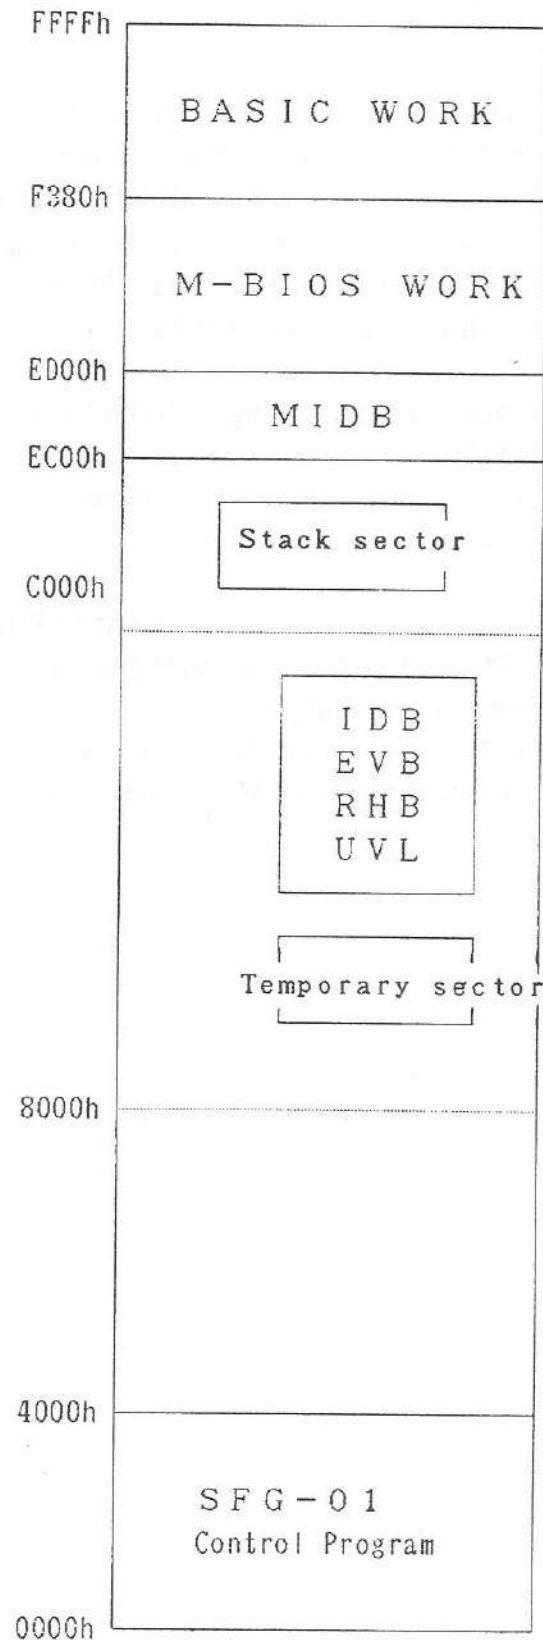 FFFFh
BASIC WORK
F380h
M-BIOS WORK
ED00h
MIDB
EC00h
Stack sector
C000h
IDB
EVB
RHB
UVL
Temporary sector
8000h
4000h
SFG-01
Control Program
0000h